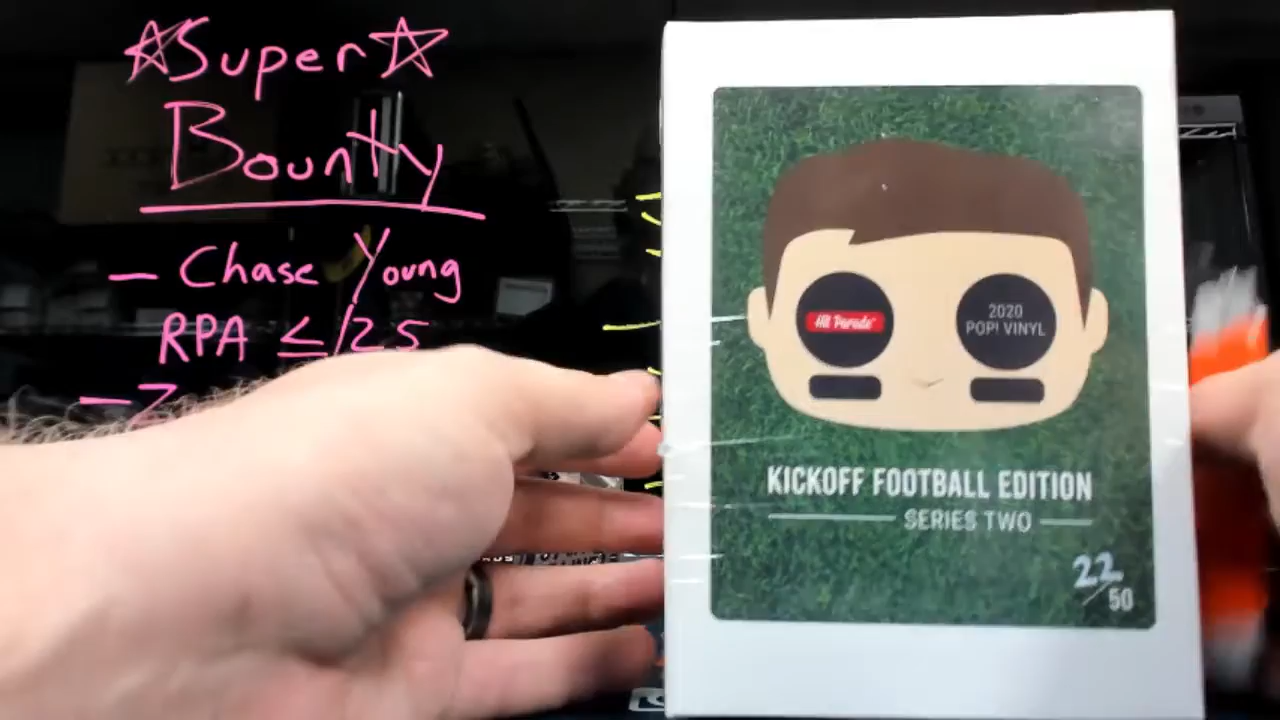 Super
Bounty
- Chase Young
RPA ≤/25
- Z
Hit Parade
2020
POP! VINYL
KICKOFF FOOTBALL EDITION
SERIES TWO
22/50